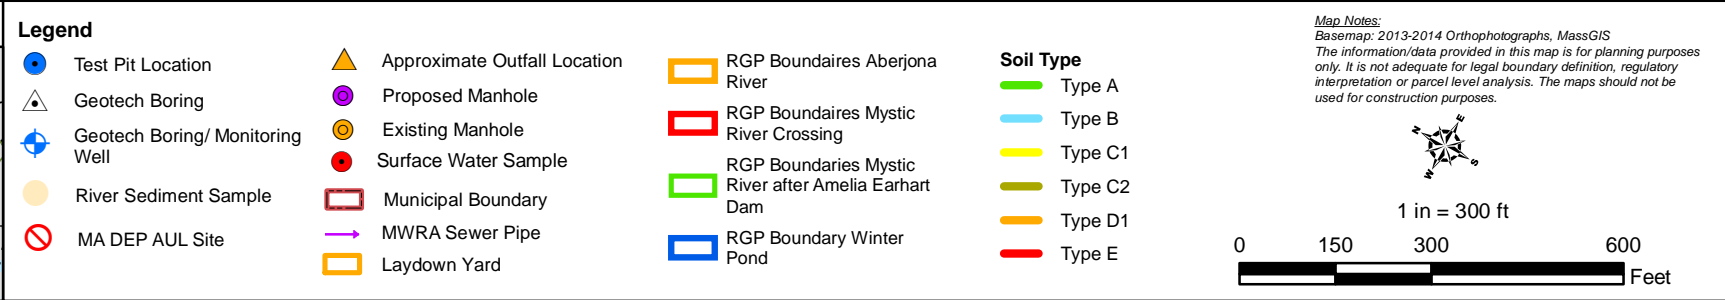 Legend
Test Pit Location
Geotech Boring
Geotech Boring/ Monitoring
Well
River Sediment Sample
MA DEP AUL Site
Approximate Outfall Location
Proposed Manhole
Existing Manhole
Surface Water Sample
Municipal Boundary
MWRA Sewer Pipe
Laydown Yard
RGP Boundaires Aberjona
River
RGP Boundaires Mystic
River Crossing
RGP Boundaries Mystic
River after Amelia Earhart
Dam
RGP Boundary Winter
Pond
Soil Type
Type A
Type B
Type C1
Type C2
Type D1
Type E
Map Notes:
Basemap: 2013-2014 Orthophotographs, MassGIS
The information/data provided in this map is for planning purposes
only. It is not adequate for legal boundary definition, regulatory
interpretation or parcel level analysis. The maps should not be
used for construction purposes.
N E
W S
1 in = 300 ft
0 150 300 600
Feet